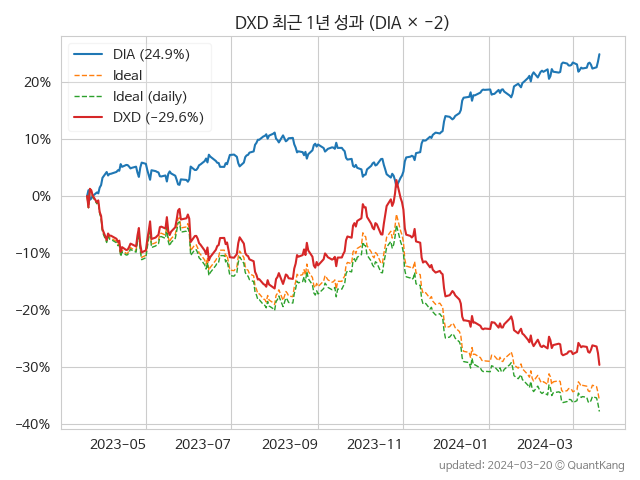 DXD 최근 1년 성과 (DIA × −2)
DIA (24.9%)
Ideal
Ideal (daily)
DXD (−29.6%)
20%
10%
0%
−10%
−20%
−30%
−40%
2023−05
2023−07
2023−09
2023−11
2024−01
2024−03
updated: 2024−03−20 © QuantKang